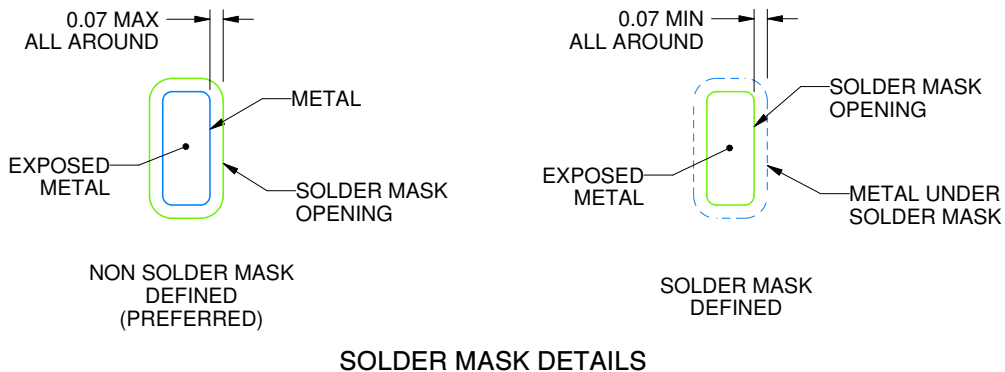 0.07 MAX
ALL AROUND
METAL
EXPOSED
METAL
SOLDER MASK
OPENING
NON SOLDER MASK
DEFINED
(PREFERRED)
0.07 MIN
ALL AROUND
SOLDER MASK
OPENING
EXPOSED
METAL
METAL UNDER
SOLDER MASK
SOLDER MASK
DEFINED
SOLDER MASK DETAILS